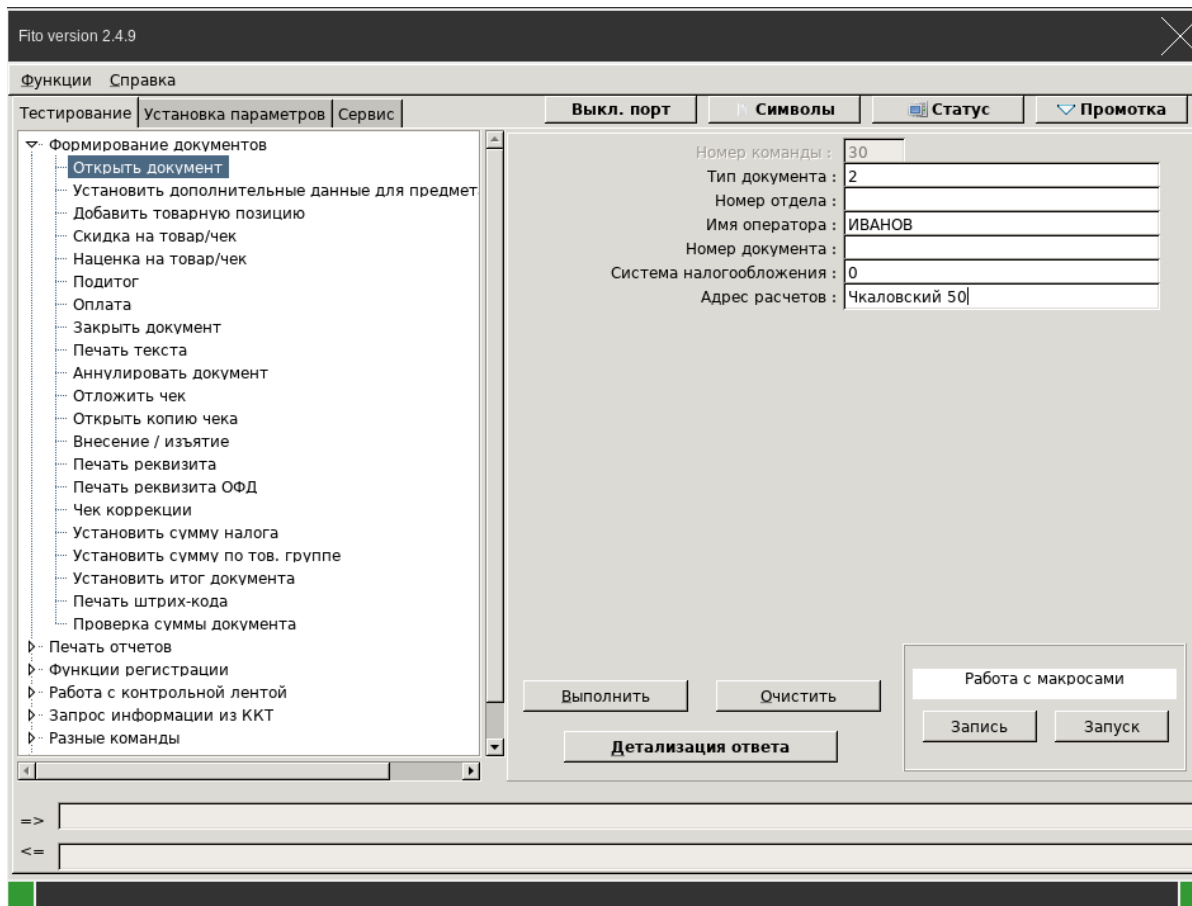 Fito version 2.4.9
Функции Справка
Тестирование Установка параметров Сервис
Выкл. порт Символы Статус Промотка
Формирование документов
Открыть документ
Установить дополнительные данные для предмет
Добавить товарную позицию
Скидка на товар/чек
Наценка на товар/чек
Подитог
Оплата
Закрыть документ
Печать текста
Аннулировать документ
Отложить чек
Открыть копию чека
Внесение / изъятие
Печать реквизита
Печать реквизита ОФД
Чек коррекции
Установить сумму налога
Установить сумму по тов. группе
Установить итог документа
Печать штрих-кода
Проверка суммы документа
Печать отчетов
Функции регистрации
Работа с контрольной лентой
Запрос информации из ККТ
Разные команды
Номер команды : 30
Тип документа : 2
Номер отдела :
Имя оператора : ИВАНОВ
Номер документа :
Система налогообложения : 0
Адрес расчетов : Чкаловский 50
Выполнить Очистить
Детализация ответа
Работа с макросами
Запись Запуск
=>
<=